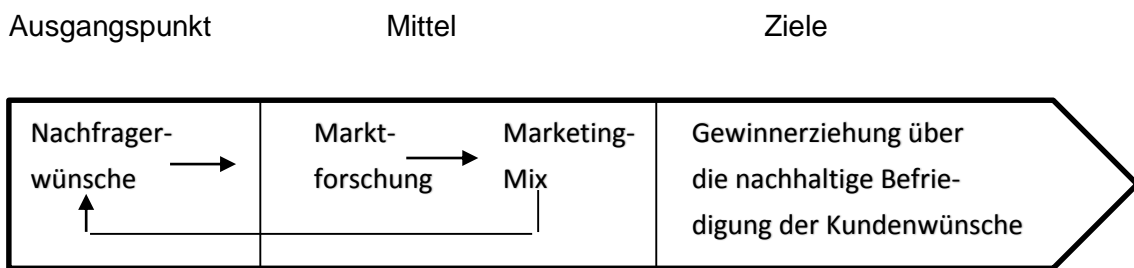 Ausgangspunkt Mittel Ziele
Nachfrager- Markt- Marketing- Gewinnerziehung über
wünsche forschung Mix die nachhaltige Befrie-
digung der Kundenwünsche